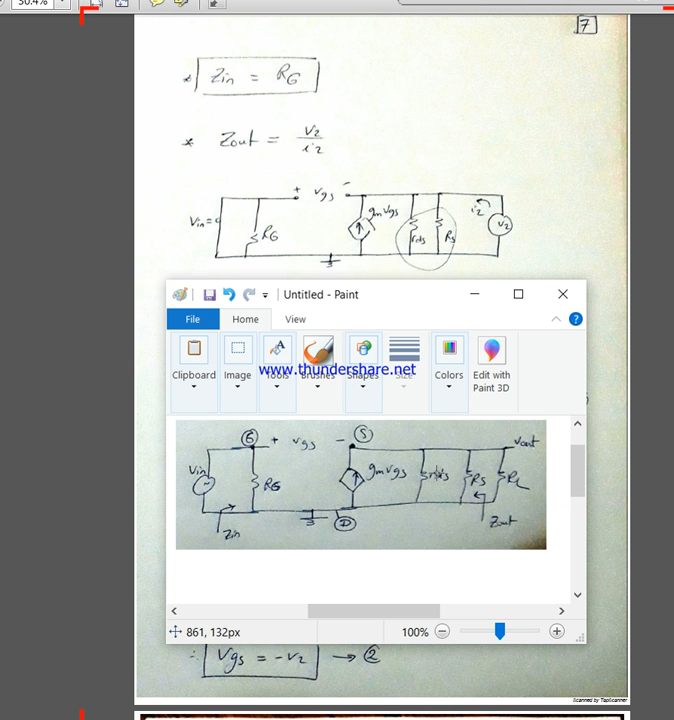 50.4%
7
* Zin = RG
* Zout = V2
i2
+ Vgs -
Vin=0
RG
gmVgs
rds
Rs
i2
V2
Untitled - Paint
File Home View
Clipboard Image Tools Brushes Shapes Size Colors Edit with
Paint 3D
www.thundershare.net
G + Vgs - S
Vout
Vin
RG
gmVgs
rds
RS
RL
Zin
D
Zout
861, 132px
100%
∴ Vgs = -V2 → 2
Scanned by TapScanner